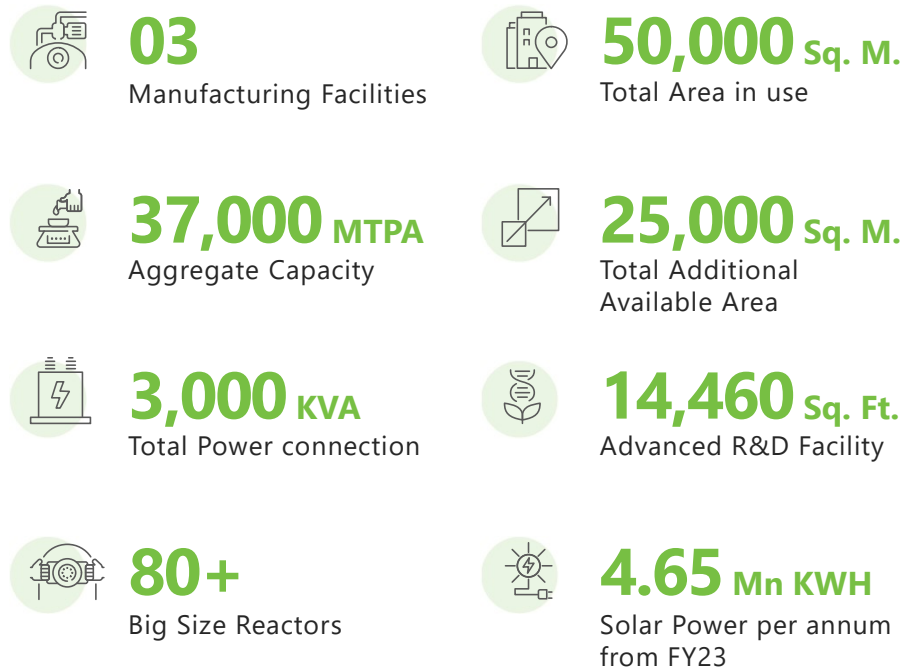 03
Manufacturing Facilities
50,000 Sq. M.
Total Area in use
37,000 MTPA
Aggregate Capacity
25,000 Sq. M.
Total Additional
Available Area
3,000 KVA
Total Power connection
14,460 Sq. Ft.
Advanced R&D Facility
80+
Big Size Reactors
4.65 Mn KWH
Solar Power per annum
from FY23